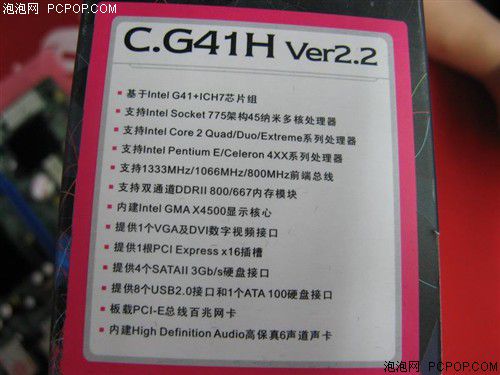 泡泡网 PCPOP.COM
泡泡网 PCPOP.COM
C.G41H Ver2.2
基于Intel G41+ICH7芯片组
支持Intel Socket 775架构45纳米多核处理器
支持Intel Core 2 Quad/Duo/Extreme系列处理器
支持Intel Pentium E/Celeron 4XX系列处理器
支持1333MHz/1066MHz/800MHz前端总线
支持双通道DDRII 800/667内存模块
内建Intel GMA X4500显示核心
提供1个VGA及DVI数字视频接口
提供1根PCI Express x16插槽
提供4个SATAII 3Gb/s硬盘接口
提供8个USB2.0接口和1个ATA 100硬盘接口
板载PCI-E总线百兆网卡
内建High Definition Audio高保真6声道声卡
泡泡网 PCPOP.COM
泡泡网 PCPOP.COM